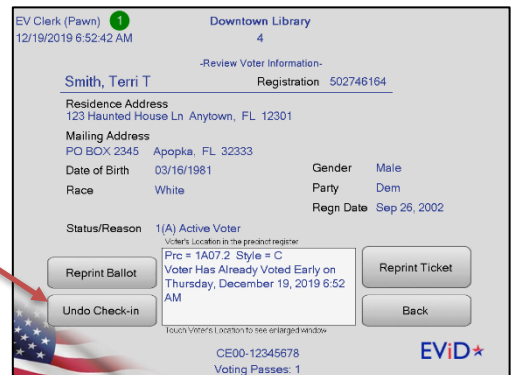 EV Clerk (Pawn) 1 Downtown Library
12/19/2019 6:52:42 AM 4
-Review Voter Information-
Smith, Terri T Registration 502746164
Residence Address
123 Haunted House Ln Anytown, FL 12301
Mailing Address
PO BOX 2345 Apopka, FL 32333
Date of Birth 03/16/1981 Gender Male
Race White Party Dem
Regn Date Sep 26, 2002
Status/Reason 1(A) Active Voter
Voter's Location in the precinct register
Prc = 1A07.2 Style = C
Voter Has Already Voted Early on
Thursday, December 19, 2019 6:52
AM
Reprint Ballot
Reprint Ticket
Undo Check-in
Back
Touch Voter's Location to see enlarged window
CE00-12345678
Voting Passes: 1
EViD